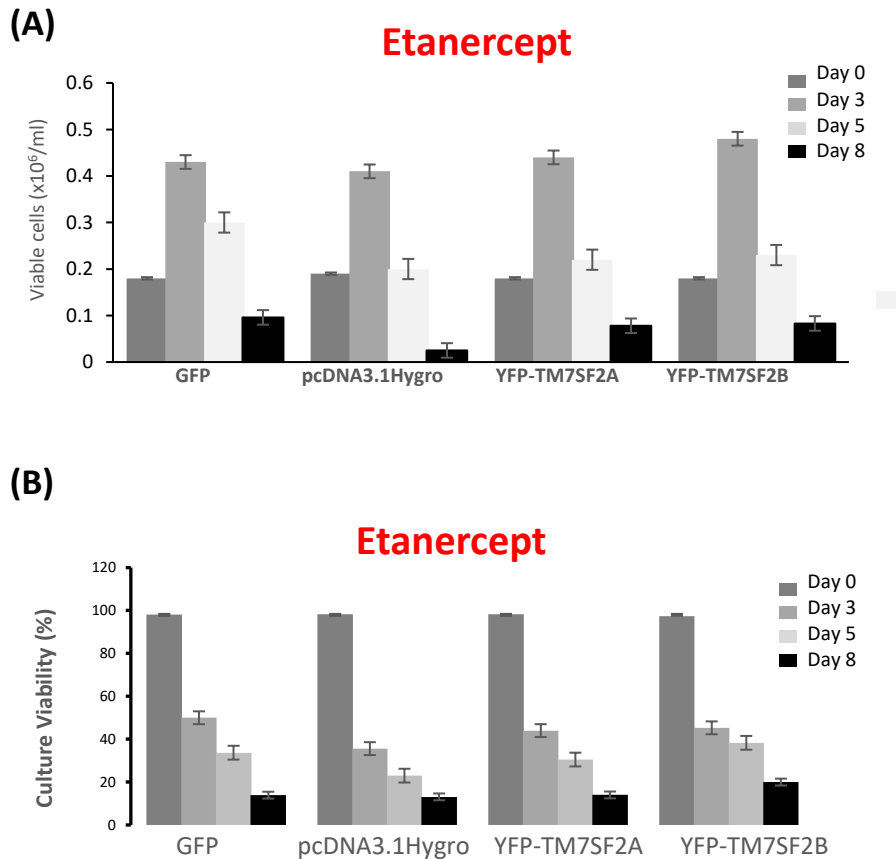 (A)
Etanercept
Viable cells (x10⁶/ml)
0.6
0.5
0.4
0.3
0.2
0.1
0
Day 0
Day 3
Day 5
Day 8
GFP pcDNA3.1Hygro YFP-TM7SF2A YFP-TM7SF2B
(B)
Etanercept
Culture Viability (%)
120
100
80
60
40
20
0
Day 0
Day 3
Day 5
Day 8
GFP pcDNA3.1Hygro YFP-TM7SF2A YFP-TM7SF2B